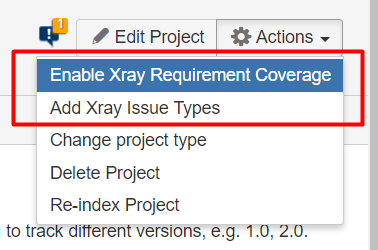 1
Edit Project
Actions
Enable Xray Requirement Coverage
Add Xray Issue Types
Change project type
Delete Project
Re-index Project
to track different versions, e.g. 1.0, 2.0.